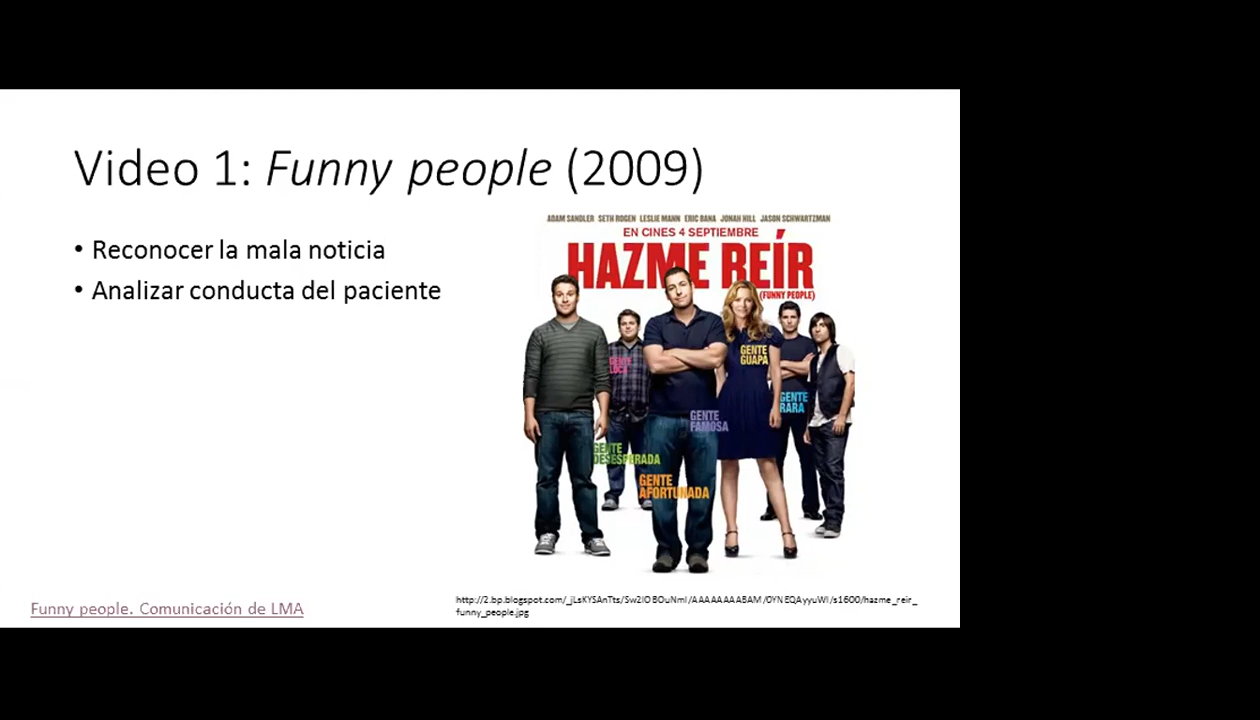 Video 1: Funny people (2009)
• Reconocer la mala noticia
• Analizar conducta del paciente
ADAM SANDLER SETH ROGEN LESLIE MANN ERIC BANA JONAH HILL JASON SCHWARTZMAN
EN CINES 4 SEPTIEMBRE
HAZME REÍR
(FUNNY PEOPLE)
GENTE
GUAPA
GENTE
LOCA
GENTE
RARA
GENTE
FAMOSA
GENTE
DESESPERADA
GENTE
AFORTUNADA
Funny people. Comunicación de LMA
funny_people.jpg